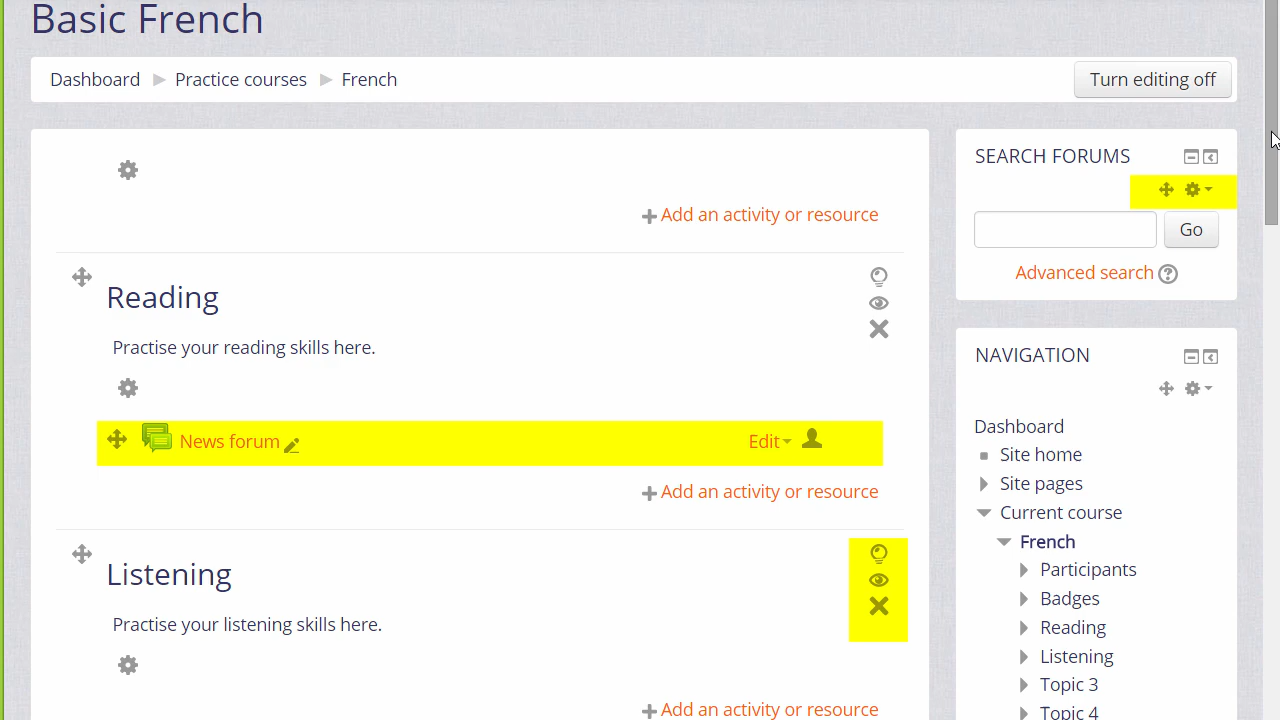 Basic French
Dashboard Practice courses French
Turn editing off
Add an activity or resource
Reading
Practise your reading skills here.
News forum Edit
Add an activity or resource
Listening
Practise your listening skills here.
Add an activity or resource
SEARCH FORUMS
Go
Advanced search ?
NAVIGATION
Dashboard
Site home
Site pages
Current course
French
Participants
Badges
Reading
Listening
Topic 3
Topic 4